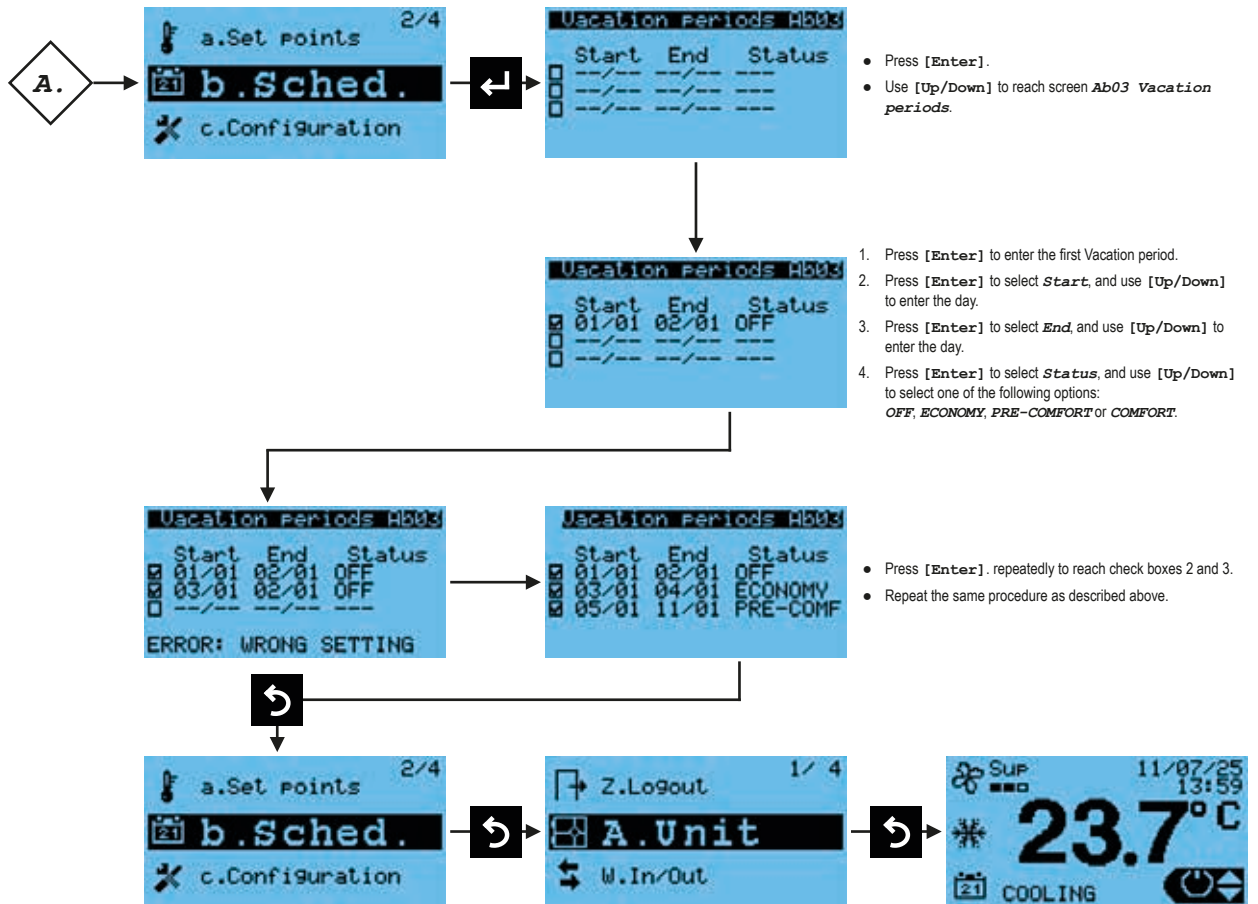 A.
2/4
a.Set points
b.Sched.
c.Configuration
Vacation periods Ab03
Start End Status
--/-- --/-- ---
--/-- --/-- ---
--/-- --/-- ---
● Press [Enter].
● Use [Up/Down] to reach screen Ab03 Vacation
periods.
Vacation periods Ab03
Start End Status
01/01 02/01 OFF
--/-- --/-- ---
--/-- --/-- ---
1. Press [Enter] to enter the first Vacation period.
2. Press [Enter] to select Start, and use [Up/Down]
to enter the day.
3. Press [Enter] to select End, and use [Up/Down] to
enter the day.
4. Press [Enter] to select Status, and use [Up/Down]
to select one of the following options:
OFF, ECONOMY, PRE-COMFORT or COMFORT.
Vacation periods Ab03
Start End Status
01/01 02/01 OFF
03/01 02/01 OFF
--/-- --/-- ---
ERROR: WRONG SETTING
Vacation periods Ab03
Start End Status
01/01 02/01 OFF
03/01 04/01 ECONOMY
05/01 11/01 PRE-COMF
● Press [Enter]. repeatedly to reach check boxes 2 and 3.
● Repeat the same procedure as described above.
2/4
a.Set points
b.Sched.
c.Configuration
1/ 4
Z.Logout
A.Unit
W.In/Out
Sup 11/07/25
13:59
23.7°C
21 COOLING